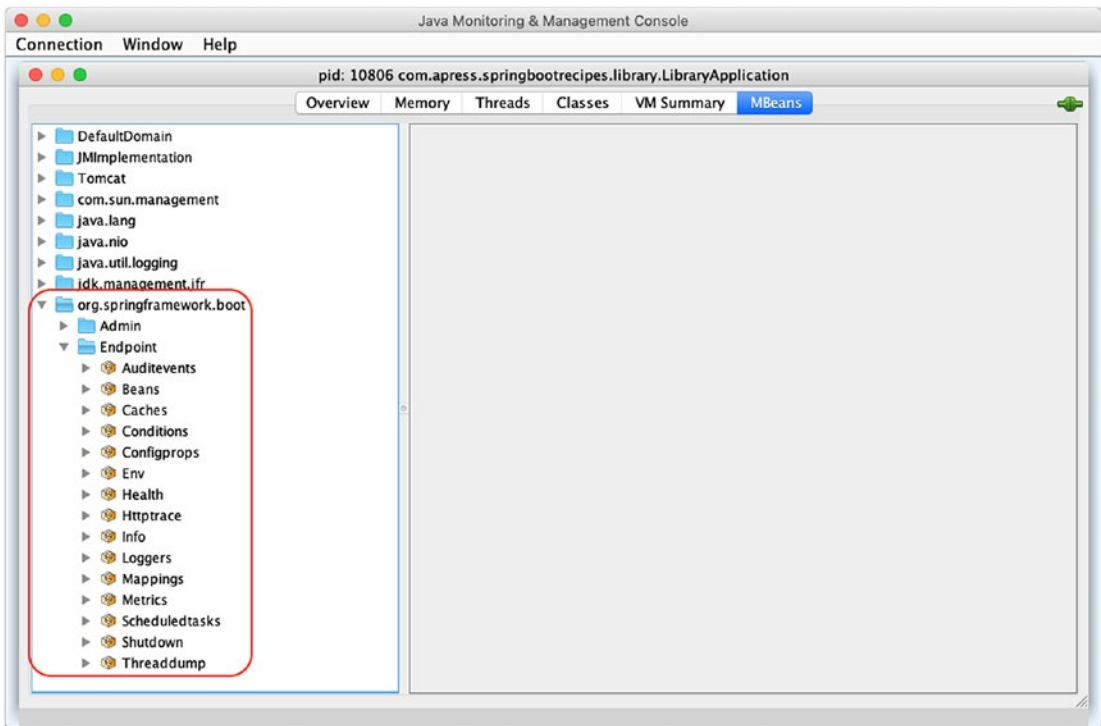 Java Monitoring & Management Console
Connection Window Help
pid: 10806 com.apress.springbootrecipes.library.LibraryApplication
Overview Memory Threads Classes VM Summary MBeans
DefaultDomain
JMImplementation
Tomcat
com.sun.management
java.lang
java.nio
java.util.logging
jdk.management.jfr
org.springframework.boot
Admin
Endpoint
Auditevents
Beans
Caches
Conditions
Configprops
Env
Health
Httptrace
Info
Loggers
Mappings
Metrics
Scheduledtasks
Shutdown
Threaddump